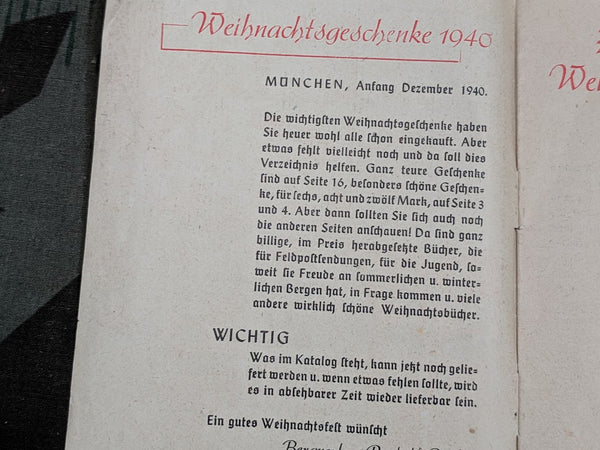 Weihnachtsgeschenke 1940
MÜNCHEN, Anfang Dezember 1940.
Die wichtigsten Weihnachtsgeschenke haben
Sie heuer wohl alle schon eingekauft. Aber
etwas fehlt vielleicht noch und da soll dies
Verzeichnis helfen. Ganz teure Geschenke
sind auf Seite 16, besonders schöne Geschen=
ke, für sechs, acht und zwölf Mark, auf Seite 3
und 4. Aber dann sollten Sie sich auch noch
die anderen Seiten anschauen! Da sind ganz
billige, im Preis herabgesetzte Bücher, die
für Feldpostsendungen, für die Jugend, so=
weit sie Freude an sommerlichen u. winter=
lichen Bergen hat, in Frage kommen u. viele
andere wirklich schöne Weihnachtsbücher.
WICHTIG
Was im Katalog steht, kann jetzt noch gelie=
fert werden u. wenn etwas fehlen sollte, wird
es in absehbarer Zeit wieder lieferbar sein.
Ein gutes Weihnachtsfest wünscht